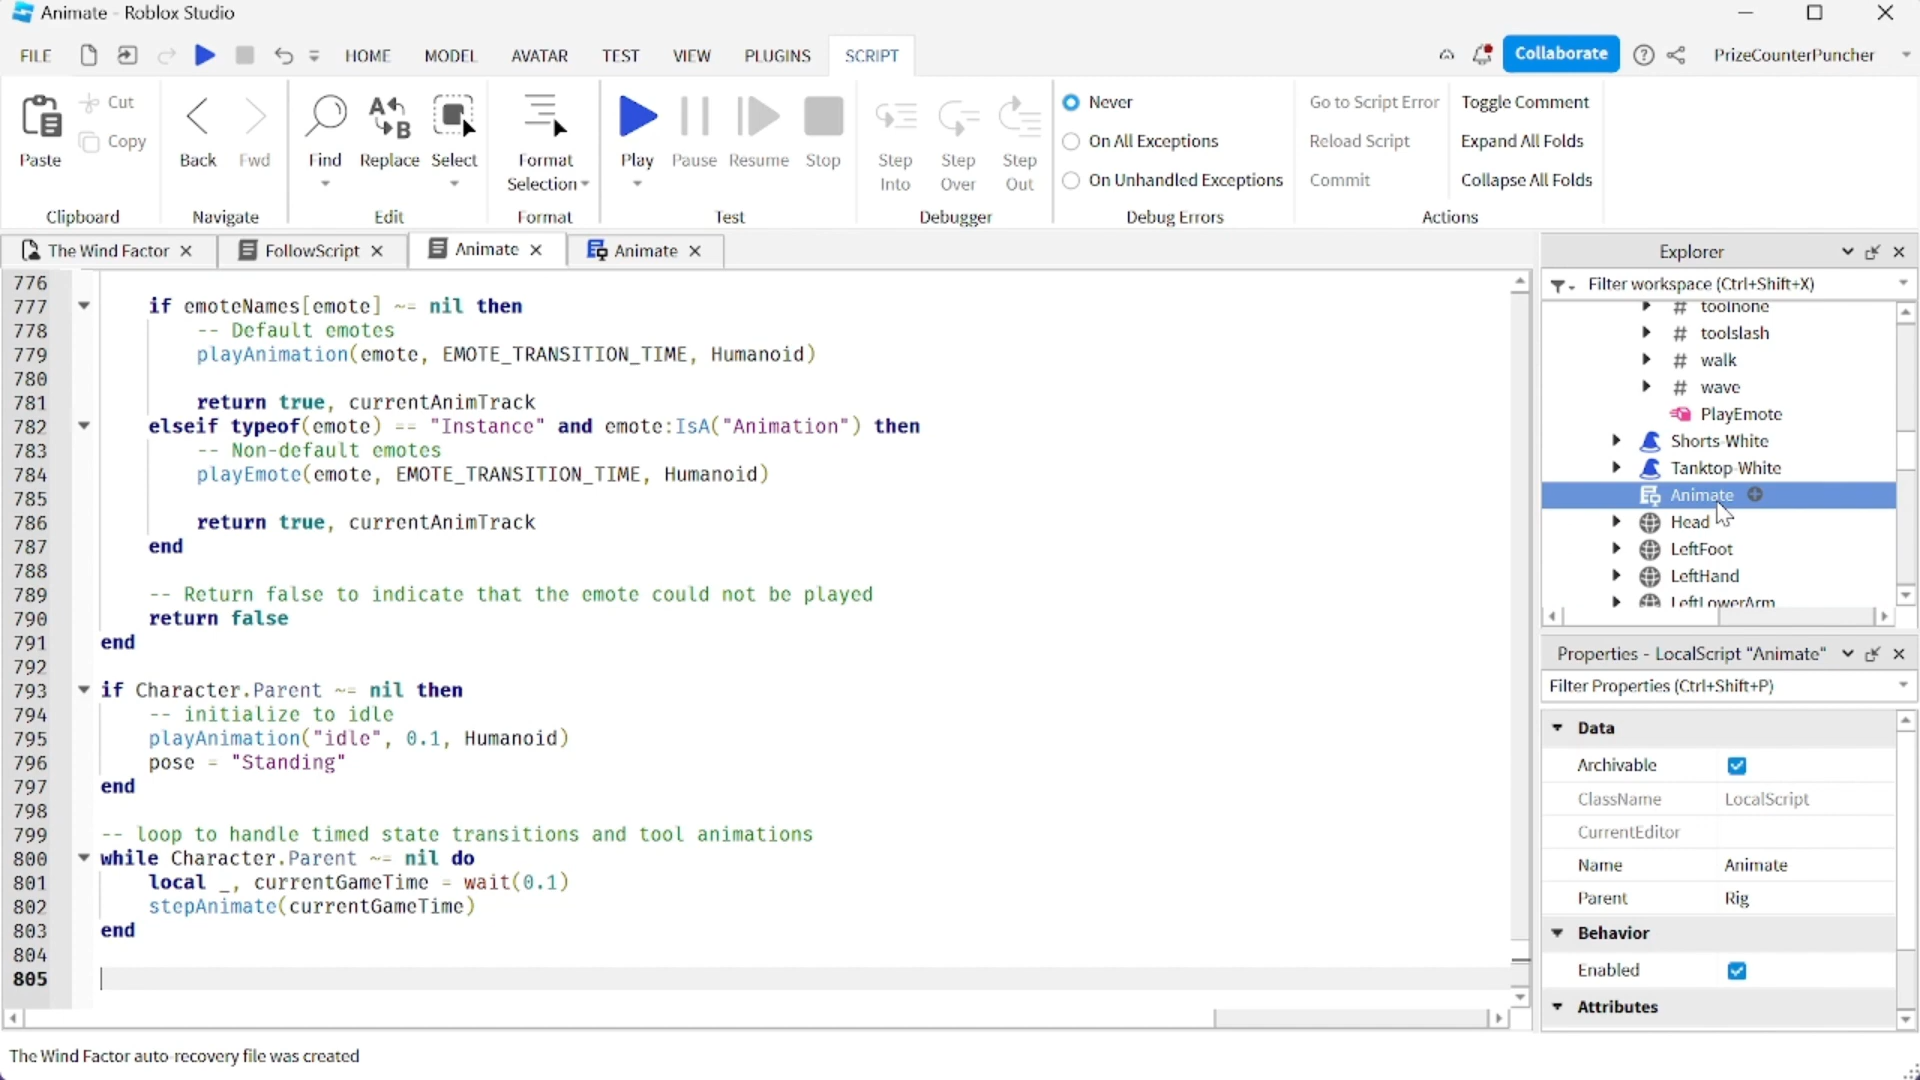 Animate - Roblox Studio
FILE HOME MODEL AVATAR TEST VIEW PLUGINS SCRIPT Collaborate PrizeCounterPuncher
Paste Cut Copy Clipboard
Back Fwd Navigate
Find Replace Select Edit
Format Selection Format
Play Pause Resume Stop Test
Step Into Step Over Step Out Debugger
Never
On All Exceptions
On Unhandled Exceptions
Debug Errors
Go to Script Error Toggle Comment
Reload Script Expand All Folds
Commit Collapse All Folds
Actions
The Wind Factor FollowScript Animate Animate
776
777 if emoteNames[emote] ~= nil then
778 -- Default emotes
779 playAnimation(emote, EMOTE_TRANSITION_TIME, Humanoid)
780
781 return true, currentAnimTrack
782 elseif typeof(emote) == "Instance" and emote:IsA("Animation") then
783 -- Non-default emotes
784 playEmote(emote, EMOTE_TRANSITION_TIME, Humanoid)
785
786 return true, currentAnimTrack
787 end
788
789 -- Return false to indicate that the emote could not be played
790 return false
791 end
792
793 if Character.Parent ~= nil then
794 -- initialize to idle
795 playAnimation("idle", 0.1, Humanoid)
796 pose = "Standing"
797 end
798
799 -- loop to handle timed state transitions and tool animations
800 while Character.Parent ~= nil do
801 local _, currentGameTime = wait(0.1)
802 stepAnimate(currentGameTime)
803 end
804
805
Explorer
Filter workspace (Ctrl+Shift+X)
# toolnone
# toolslash
# walk
# wave
PlayEmote
Shorts-White
Tanktop-White
Animate
Head
LeftFoot
LeftHand
LeftLowerArm
Properties - LocalScript "Animate"
Filter Properties (Ctrl+Shift+P)
Data
Archivable
ClassName LocalScript
CurrentEditor
Name Animate
Parent Rig
Behavior
Enabled
Attributes
The Wind Factor auto-recovery file was created